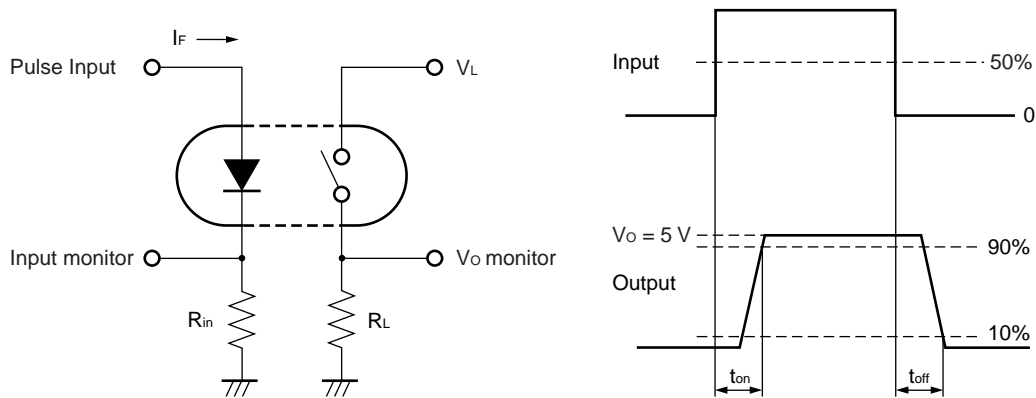 IF
Pulse Input
VL
Input monitor
VO monitor
Rin
RL
Input
50%
0
VO = 5 V
90%
Output
10%
ton
toff